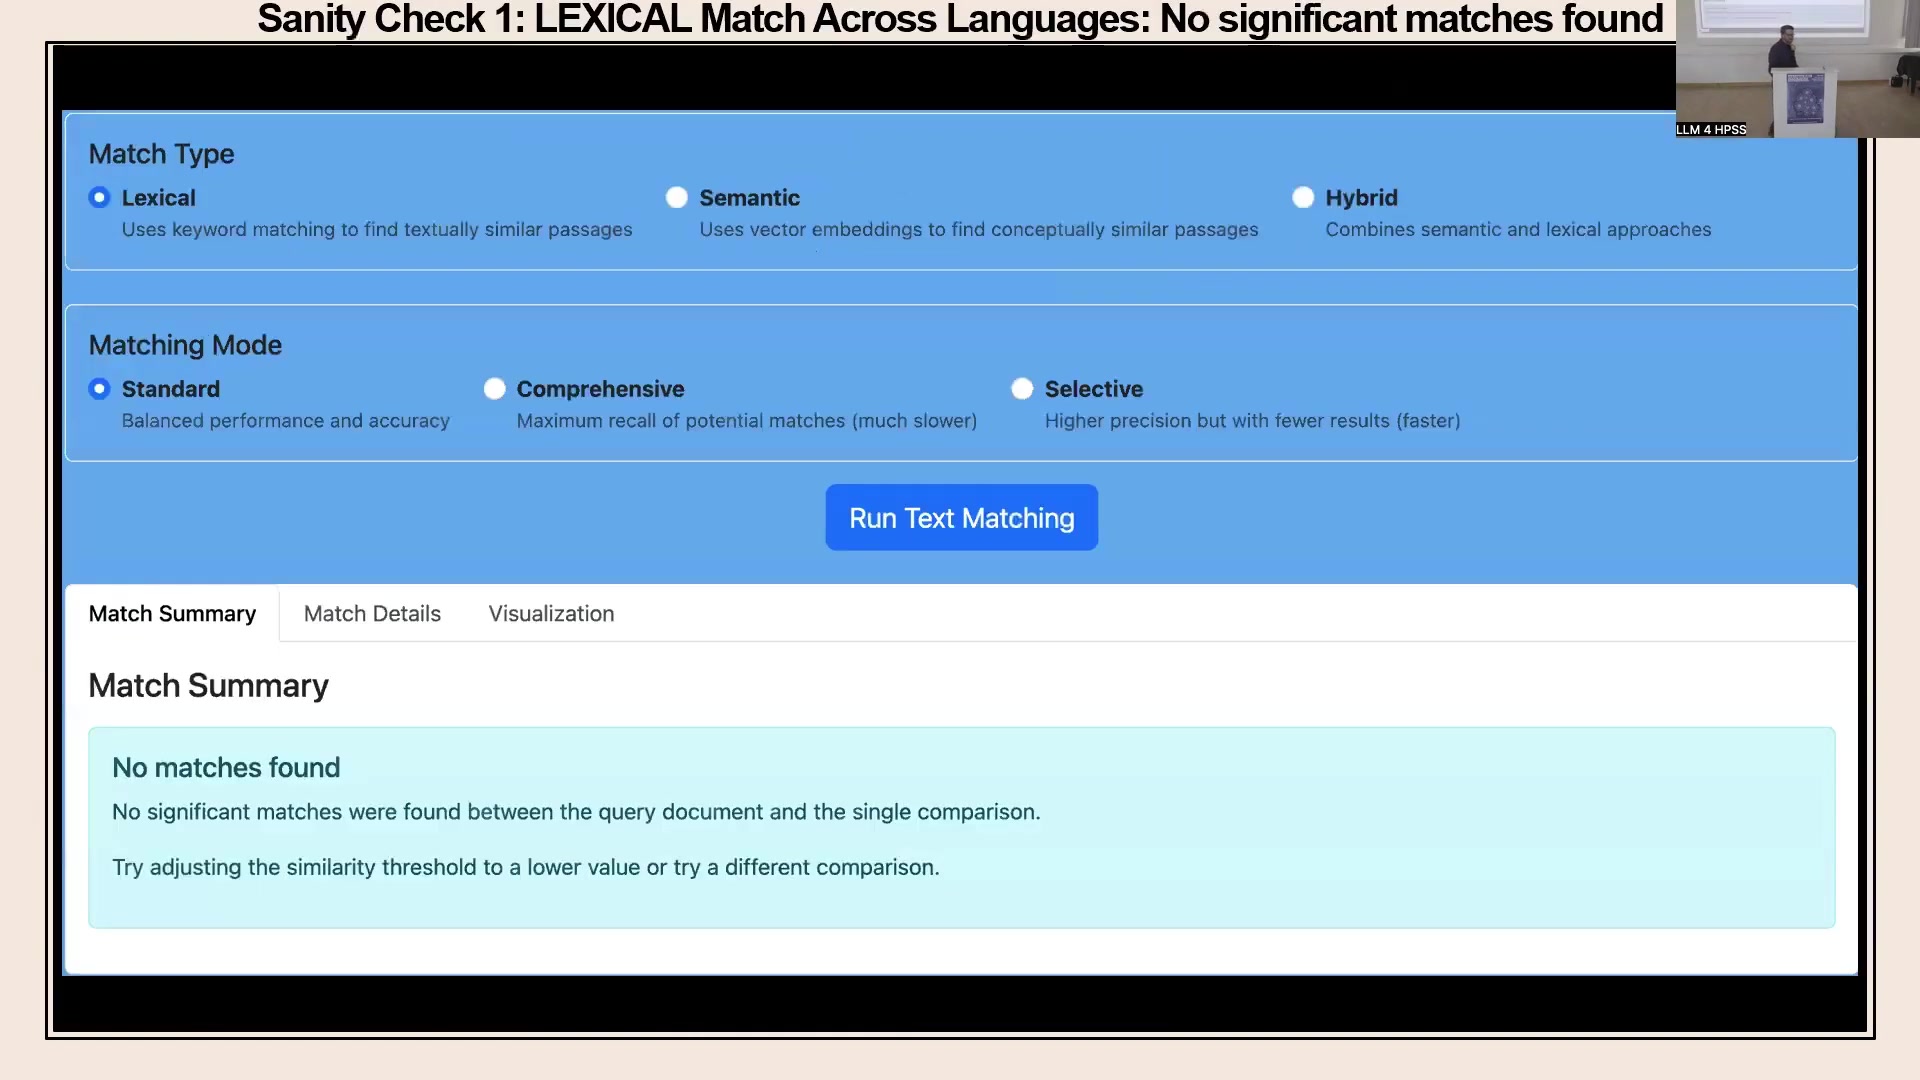 Sanity Check 1: LEXICAL Match Across Languages: No significant matches found
LLM 4 HPSS
Match Type
Lexical
Uses keyword matching to find textually similar passages
Semantic
Uses vector embeddings to find conceptually similar passages
Hybrid
Combines semantic and lexical approaches
Matching Mode
Standard
Balanced performance and accuracy
Comprehensive
Maximum recall of potential matches (much slower)
Selective
Higher precision but with fewer results (faster)
Run Text Matching
Match Summary
Match Details
Visualization
Match Summary
No matches found
No significant matches were found between the query document and the single comparison.
Try adjusting the similarity threshold to a lower value or try a different comparison.